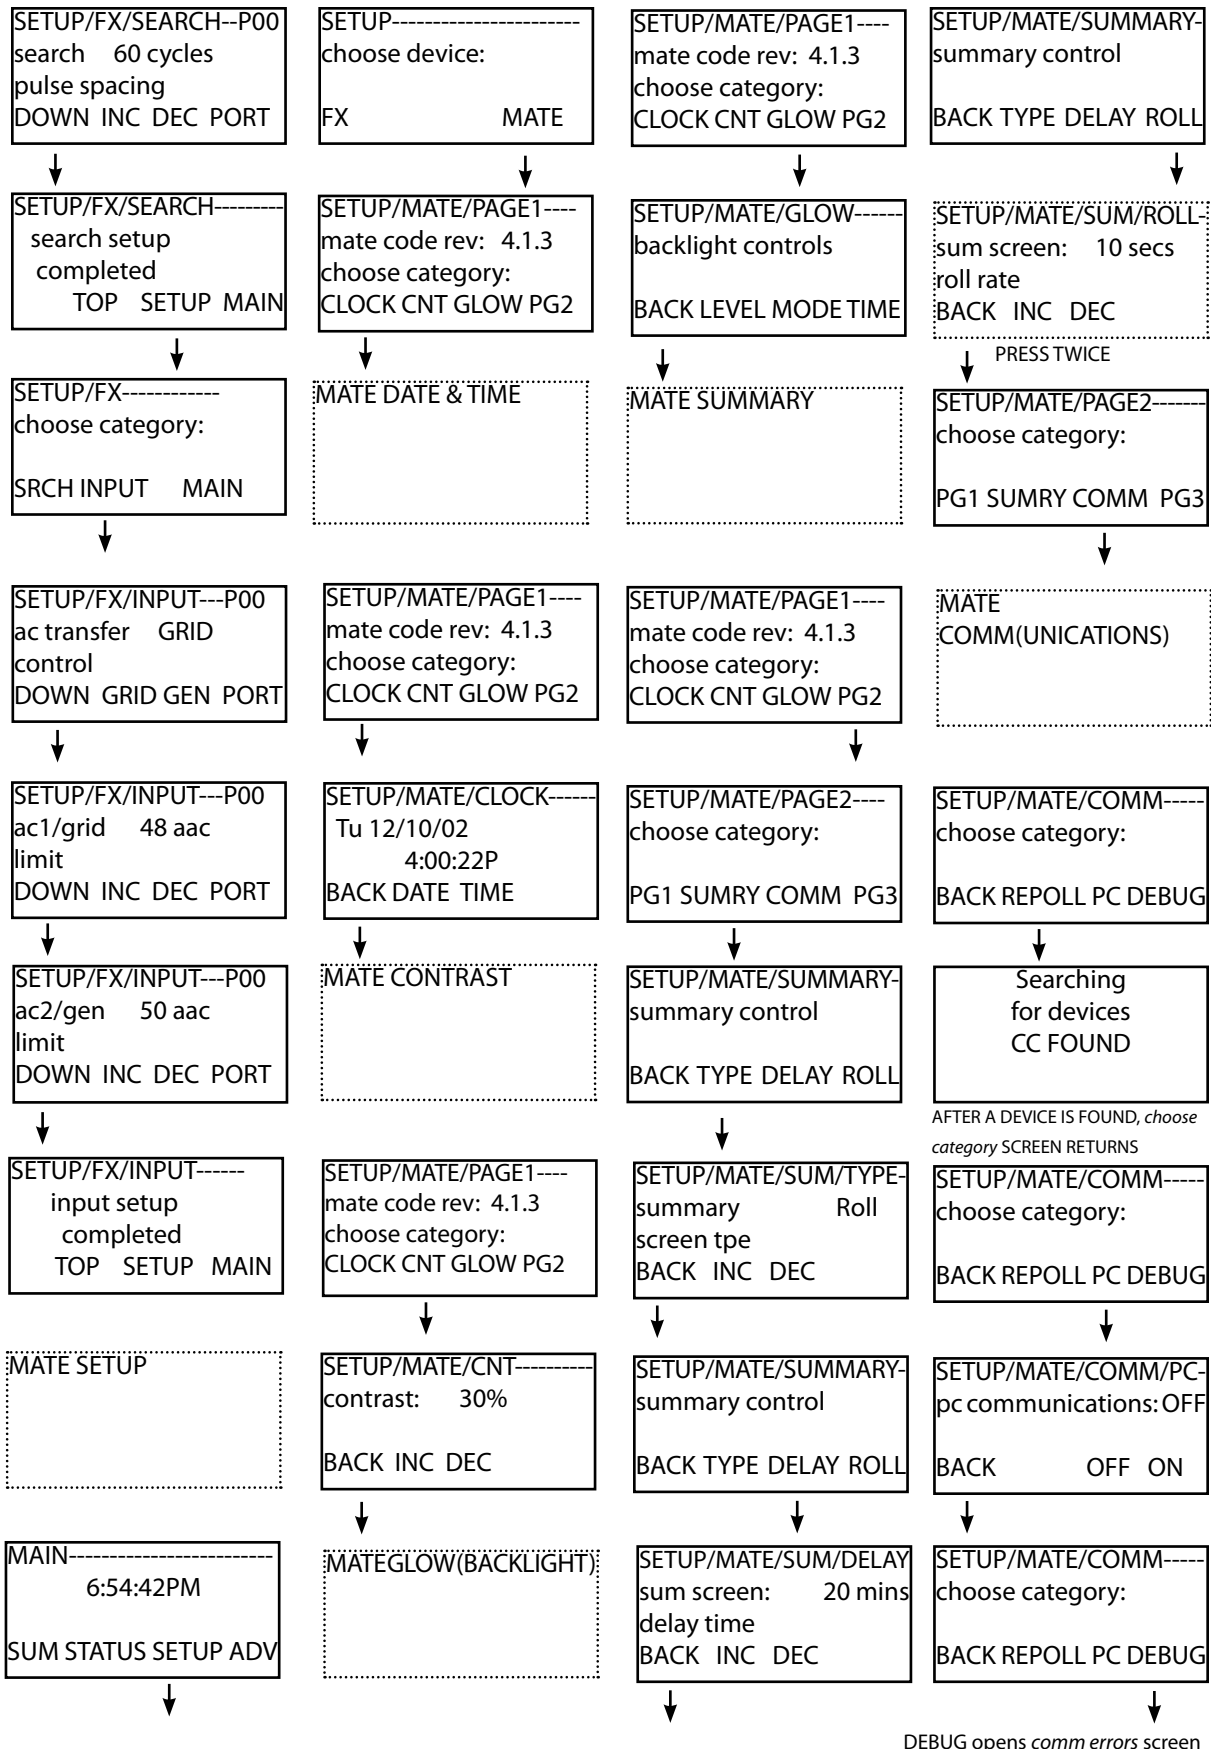 SETUP/FX/SEARCH--P00
search 60 cycles
pulse spacing
DOWN INC DEC PORT
SETUP/FX/SEARCH---------
search setup
completed
TOP SETUP MAIN
SETUP/FX------------
choose category:
SRCH INPUT MAIN
SETUP/FX/INPUT---P00
ac transfer GRID
control
DOWN GRID GEN PORT
SETUP/FX/INPUT---P00
ac1/grid 48 aac
limit
DOWN INC DEC PORT
SETUP/FX/INPUT---P00
ac2/gen 50 aac
limit
DOWN INC DEC PORT
SETUP/FX/INPUT------
input setup
completed
TOP SETUP MAIN
MATE SETUP
MAIN-------------------------
6:54:42PM
SUM STATUS SETUP ADV
SETUP-----------------------
choose device:
FX MATE
SETUP/MATE/PAGE1----
mate code rev: 4.1.3
choose category:
CLOCK CNT GLOW PG2
MATE DATE & TIME
SETUP/MATE/PAGE1----
mate code rev: 4.1.3
choose category:
CLOCK CNT GLOW PG2
SETUP/MATE/CLOCK------
Tu 12/10/02
4:00:22P
BACK DATE TIME
MATE CONTRAST
SETUP/MATE/PAGE1----
mate code rev: 4.1.3
choose category:
CLOCK CNT GLOW PG2
SETUP/MATE/CNT----------
contrast: 30%
BACK INC DEC
MATEGLOW(BACKLIGHT)
SETUP/MATE/PAGE1----
mate code rev: 4.1.3
choose category:
CLOCK CNT GLOW PG2
SETUP/MATE/GLOW------
backlight controls
BACK LEVEL MODE TIME
MATE SUMMARY
SETUP/MATE/PAGE1----
mate code rev: 4.1.3
choose category:
CLOCK CNT GLOW PG2
SETUP/MATE/PAGE2----
choose category:
PG1 SUMRY COMM PG3
SETUP/MATE/SUMMARY-
summary control
BACK TYPE DELAY ROLL
SETUP/MATE/SUM/TYPE-
summary Roll
screen tpe
BACK INC DEC
SETUP/MATE/SUMMARY-
summary control
BACK TYPE DELAY ROLL
SETUP/MATE/SUM/DELAY
sum screen: 20 mins
delay time
BACK INC DEC
SETUP/MATE/SUMMARY-
summary control
BACK TYPE DELAY ROLL
SETUP/MATE/SUM/ROLL-
sum screen: 10 secs
roll rate
BACK INC DEC
PRESS TWICE
SETUP/MATE/PAGE2-------
choose category:
PG1 SUMRY COMM PG3
MATE
COMM(UNICATIONS)
SETUP/MATE/COMM-----
choose category:
BACK REPOLL PC DEBUG
Searching
for devices
CC FOUND
AFTER A DEVICE IS FOUND, choose
category SCREEN RETURNS
SETUP/MATE/COMM-----
choose category:
BACK REPOLL PC DEBUG
SETUP/MATE/COMM/PC-
pc communications: OFF
BACK OFF ON
SETUP/MATE/COMM-----
choose category:
BACK REPOLL PC DEBUG
DEBUG opens comm errors screen